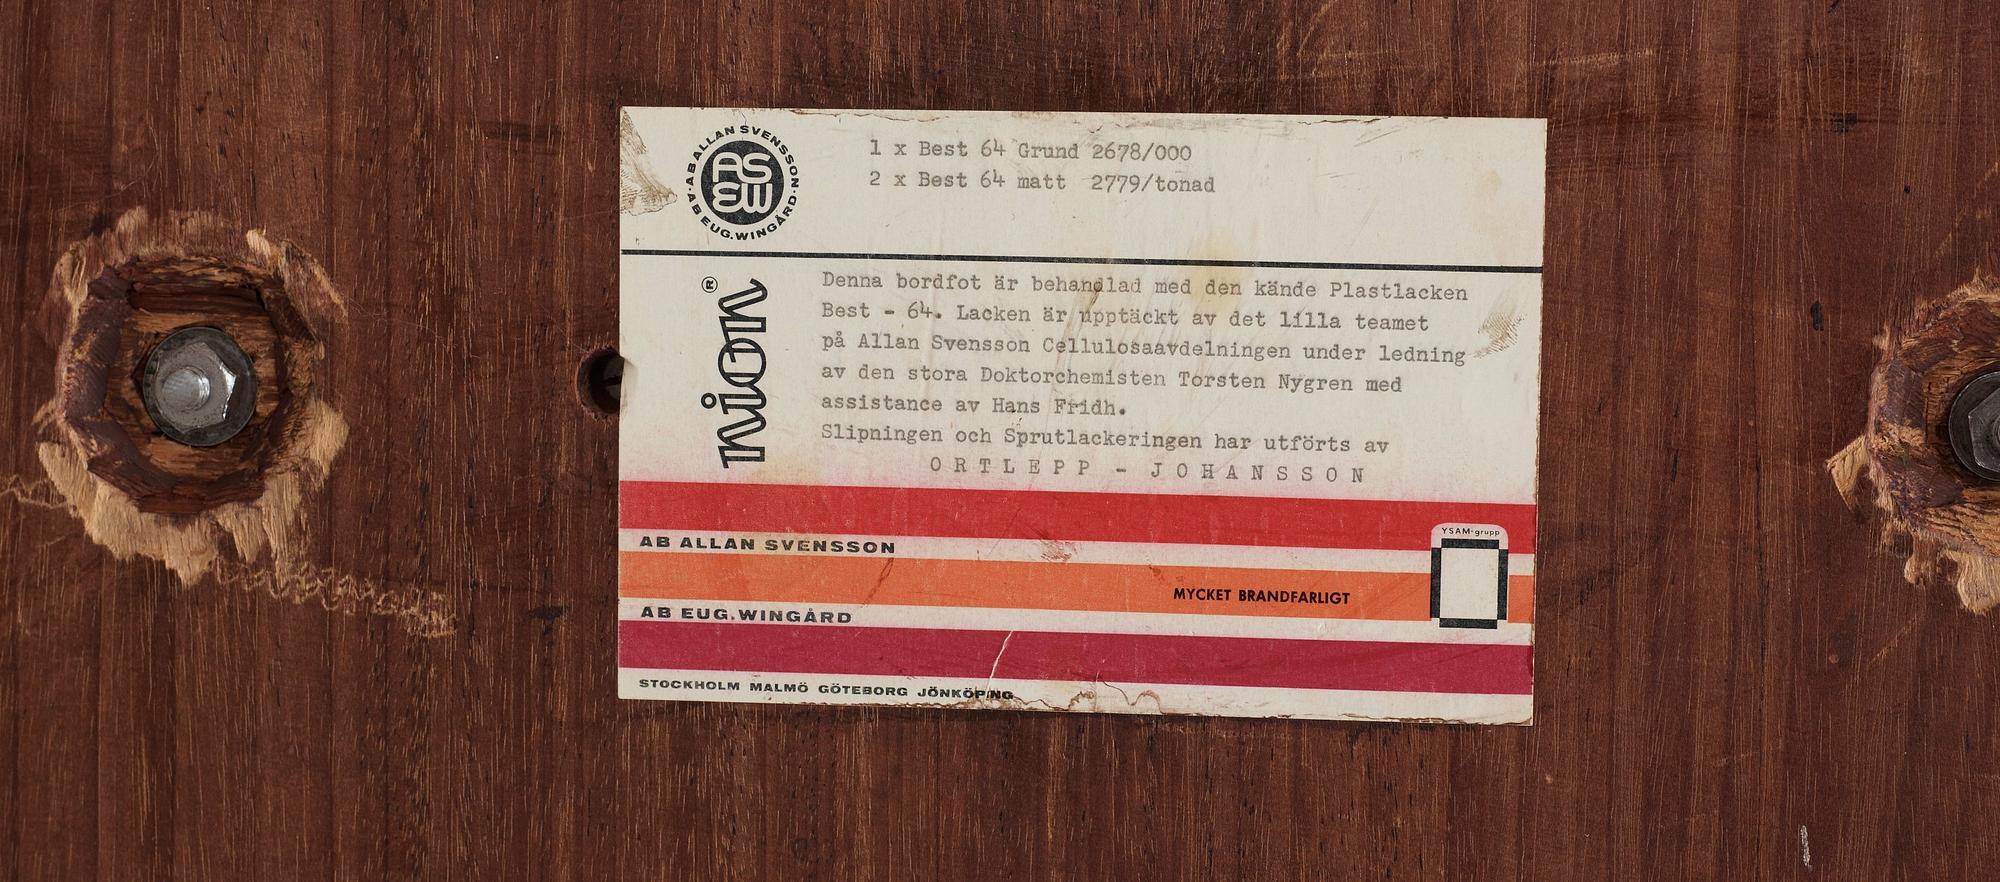 AB ALLAN SVENSSON · AB EUG. WINGÅRD ·
AS
EW
1 x Best 64 Grund 2678/000
2 x Best 64 matt 2779/tonad
nion®
Denna bordfot är behandlad med den kände Plastlacken
Best - 64. Lacken är upptäckt av det lilla teamet
på Allan Svensson Cellulosaavdelningen under ledning
av den stora Doktorchemisten Torsten Nygren med
assistance av Hans Fridh.
Slipningen och Sprutlackeringen har utförts av
ORTLEPP - JOHANSSON
YSAM-grupp
AB ALLAN SVENSSON
MYCKET BRANDFARLIGT
AB EUG.WINGÅRD
STOCKHOLM MALMÖ GÖTEBORG JÖNKÖPING